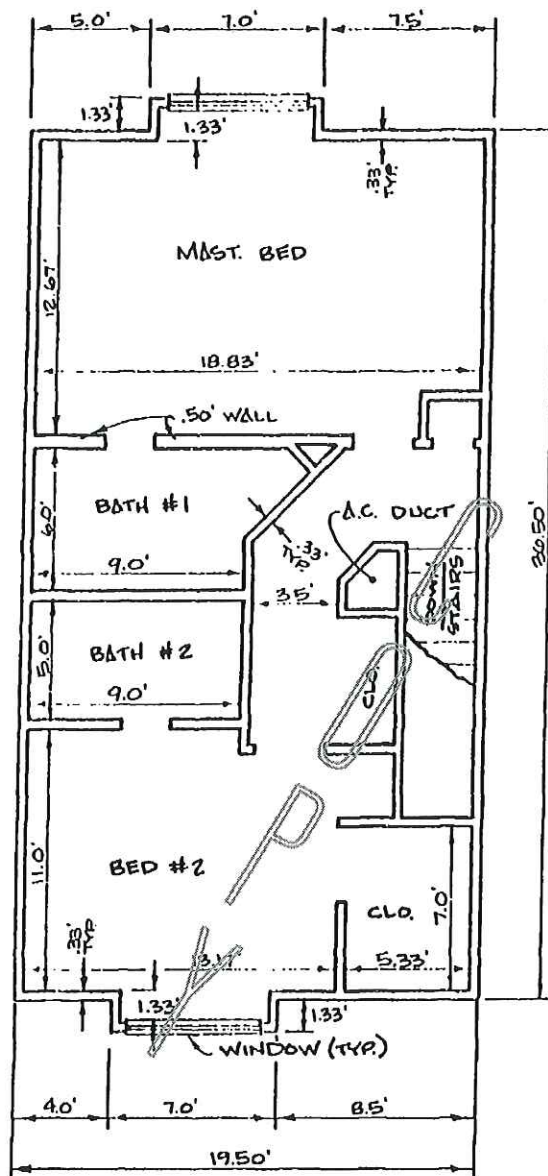 5.0'
7.0'
7.5'
1.33'
1.33'
.33'
TYP.
MAST. BED
12.67'
18.83'
.50' WALL
BATH #1
6.0'
A.C. DUCT
.33'
TYP.
9.0'
3.5'
36.50'
STAIRS
BATH #2
5.0'
9.0'
CLO.
11.0'
BED #2
CLO.
7.0'
.33'
TYP.
5.33'
1.33'
1.33'
WINDOW (TYP.)
4.0'
7.0'
8.5'
19.50'